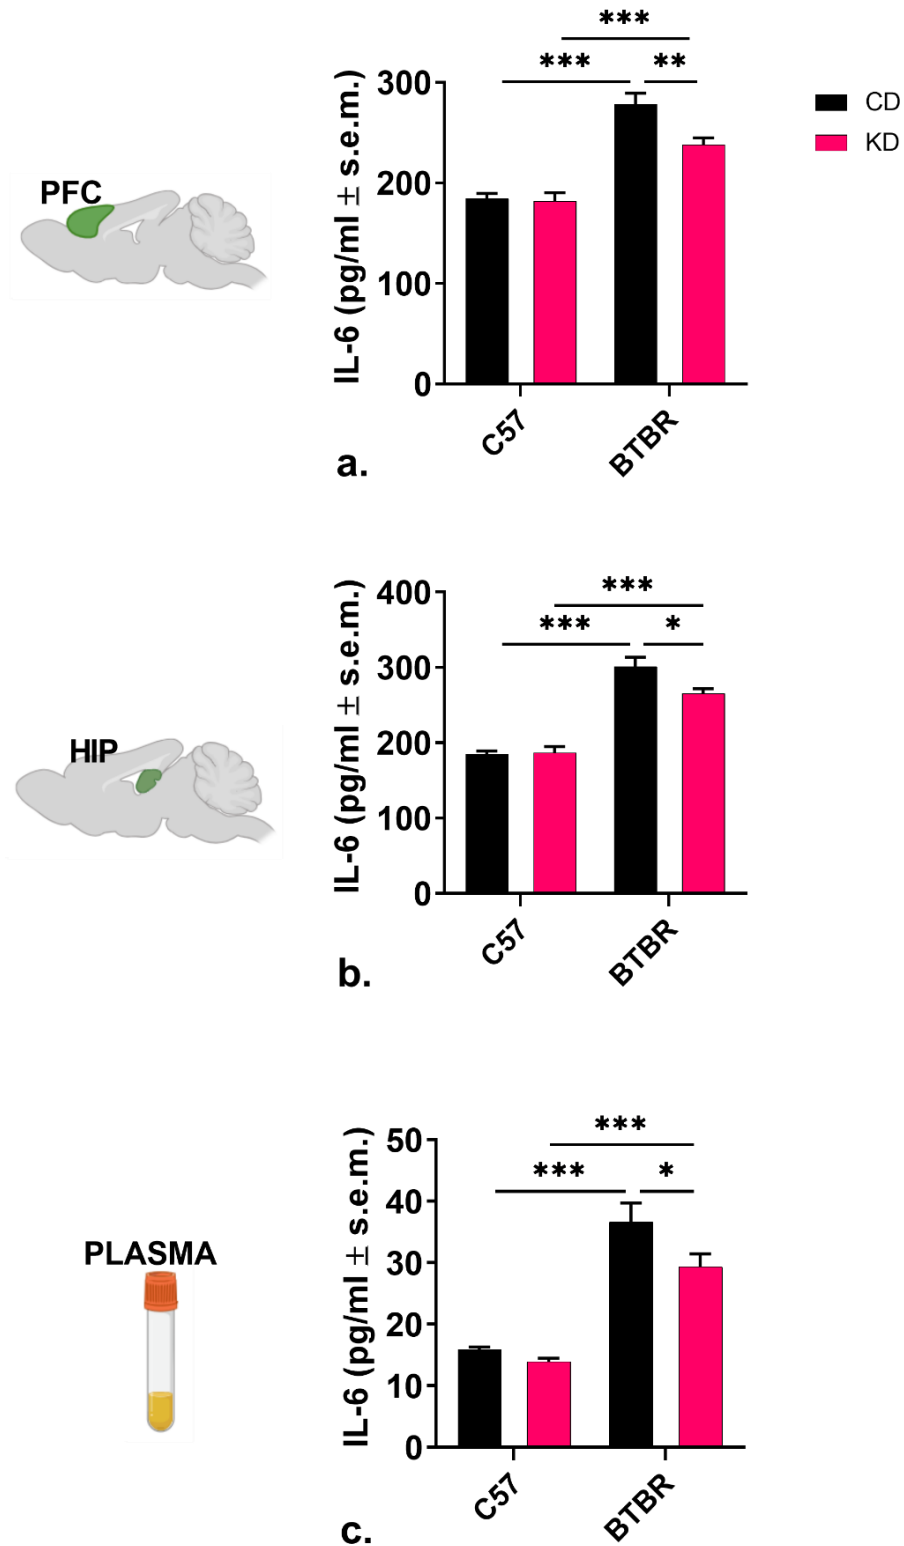 PFC
IL-6 (pg/ml ± s.e.m.)
300
200
100
0
***
***
**
C57
BTBR
CD
KD
a.
HIP
IL-6 (pg/ml ± s.e.m.)
400
300
200
100
0
***
***
*
C57
BTBR
b.
PLASMA
IL-6 (pg/ml ± s.e.m.)
50
40
30
20
10
0
***
***
*
C57
BTBR
c.